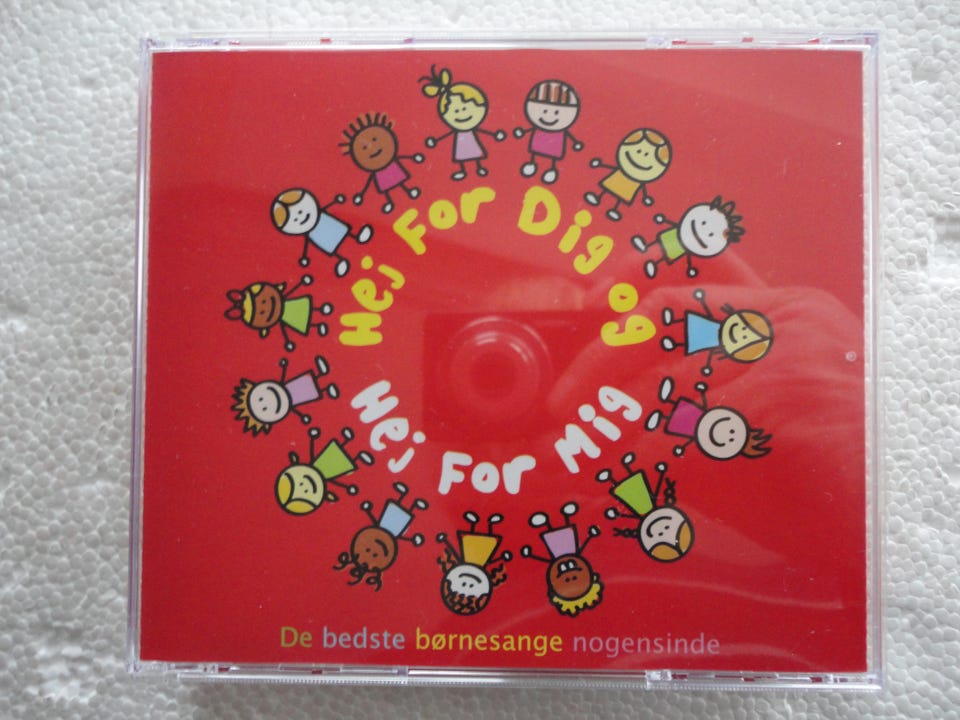 Hej For Dig og
Hej For Mig
De bedste børnesange nogensinde